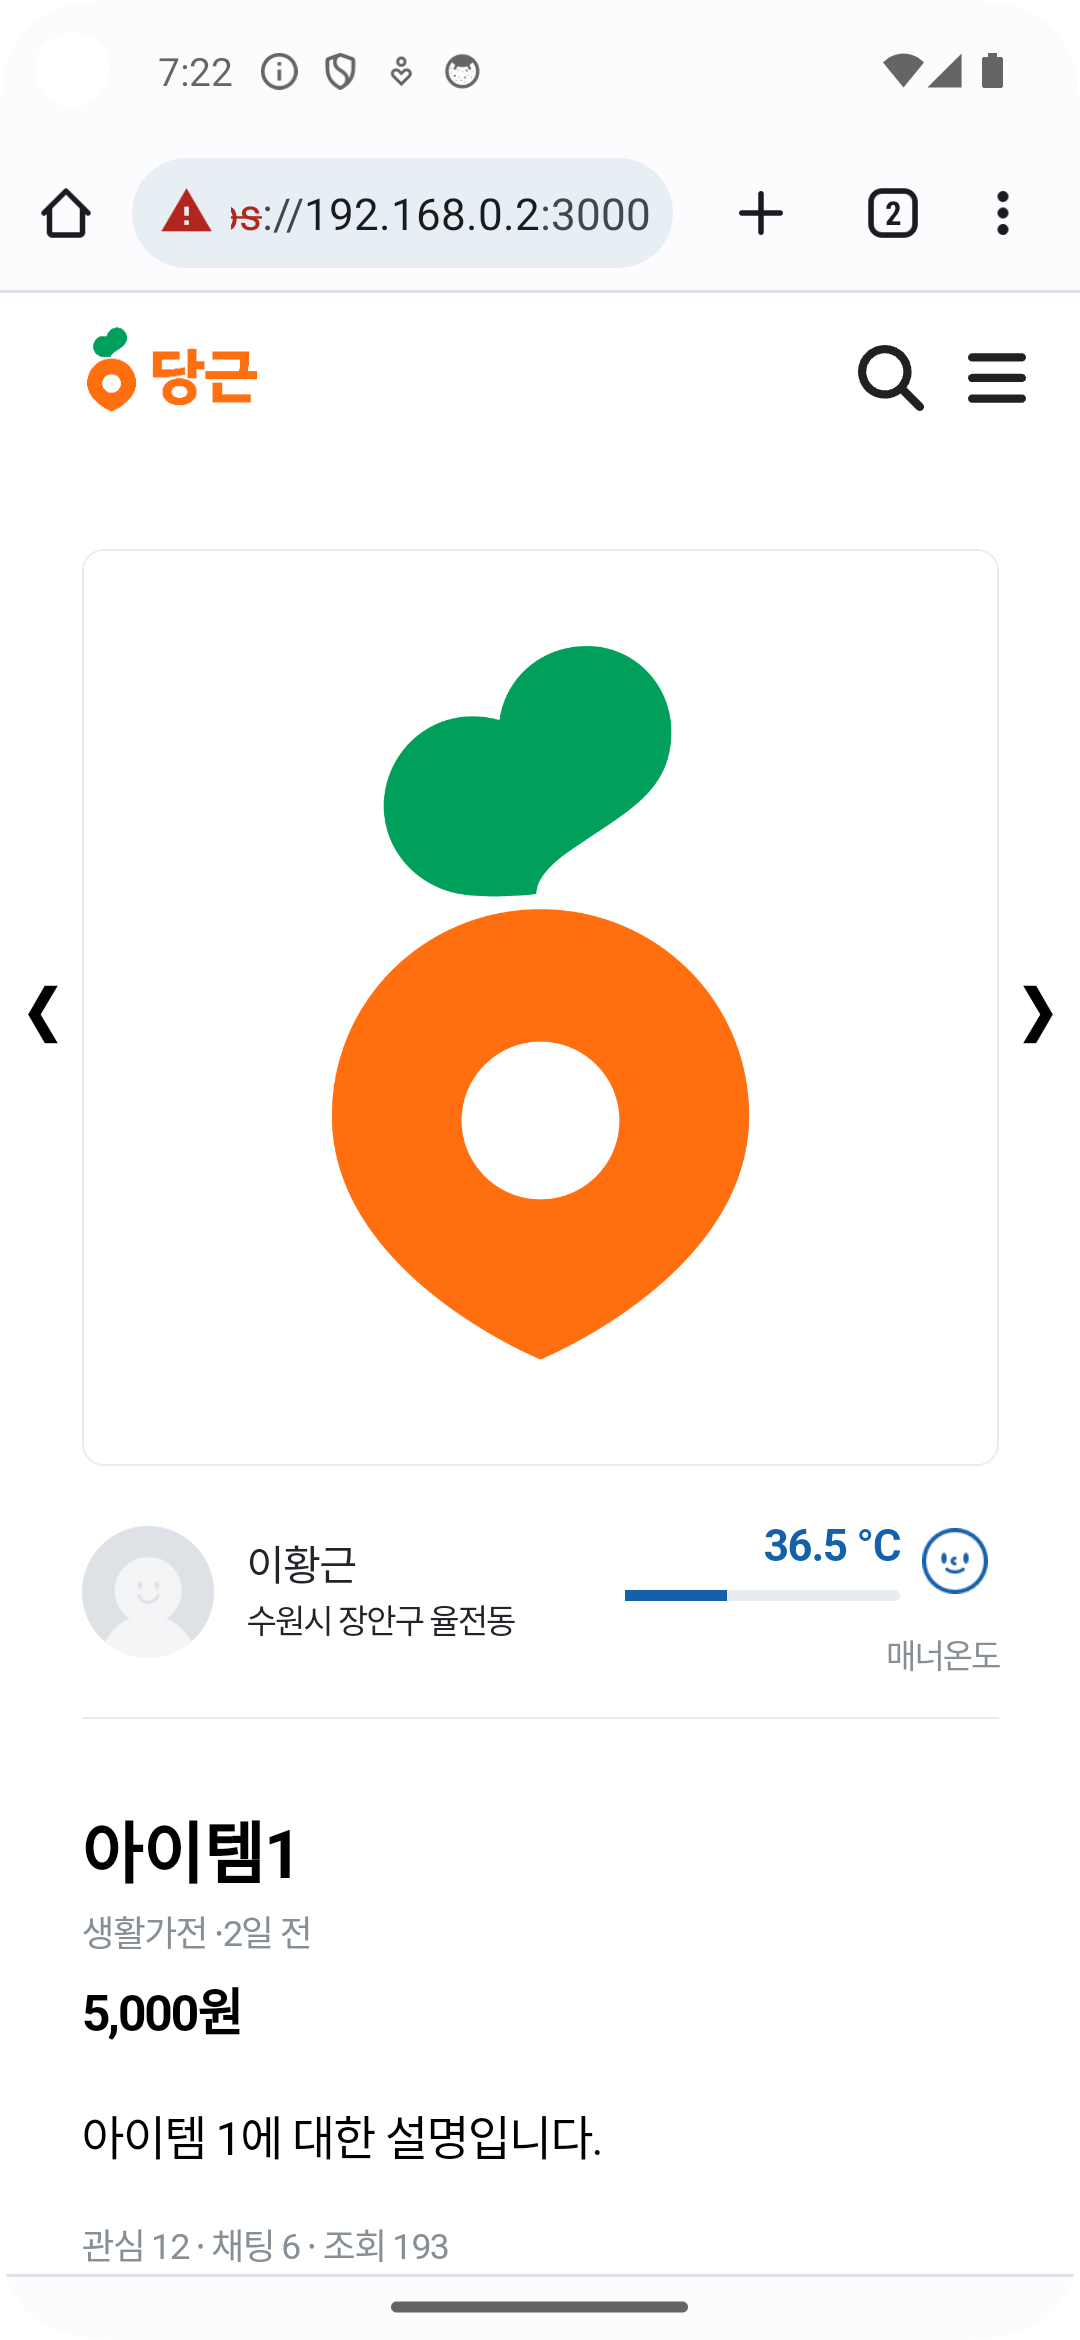 7:22
ps://192.168.0.2:3000
2
당근
이황근
수원시 장안구 율전동
36.5 °C
매너온도
아이템1
생활가전 ·2일 전
5,000원
아이템 1에 대한 설명입니다.
관심 12 · 채팅 6 · 조회 193